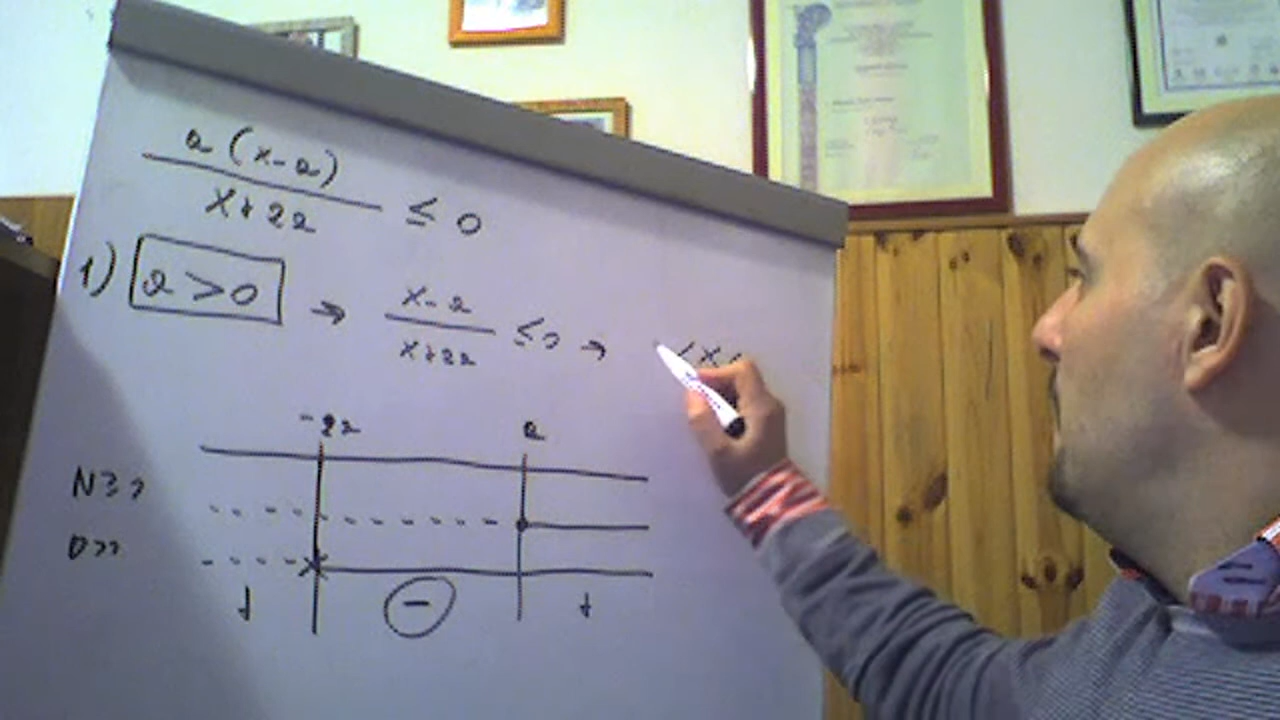 a (x-a)
x+2a ≤ 0
1) a>0 → x-a / x+2a ≤0 → <x<
-2a a
N≥0
D>0
+ - +